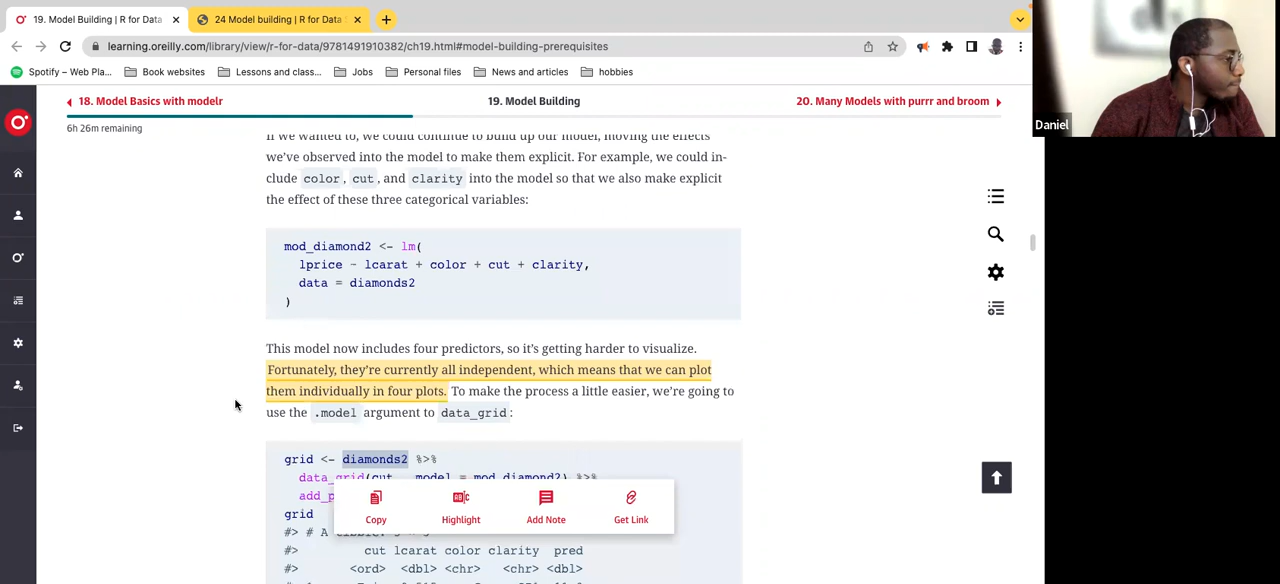 19. Model Building | R for Data
24 Model building | R for Data
learning.oreilly.com/library/view/r-for-data/9781491910382/ch19.html#model-building-prerequisites
Spotify – Web Pla...
Book websites
Lessons and class...
Jobs
Personal files
News and articles
hobbies
18. Model Basics with modelr
19. Model Building
20. Many Models with purrr and broom
6h 26m remaining
Daniel
If we wanted to, we could continue to build up our model, moving the effects
we’ve observed into the model to make them explicit. For example, we could in-
clude color, cut, and clarity into the model so that we also make explicit
the effect of these three categorical variables:
mod_diamond2 <- lm(
lprice ~ lcarat + color + cut + clarity,
data = diamonds2
)
This model now includes four predictors, so it’s getting harder to visualize.
Fortunately, they’re currently all independent, which means that we can plot
them individually in four plots. To make the process a little easier, we’re going to
use the .model argument to data_grid:
grid <- diamonds2 %>%
data_grid(cut, .model = mod_diamond2) %>%
add_p
grid
Copy
Highlight
Add Note
Get Link
#> # A
#> cut lcarat color clarity pred
#> <ord> <dbl> <chr> <chr> <dbl>